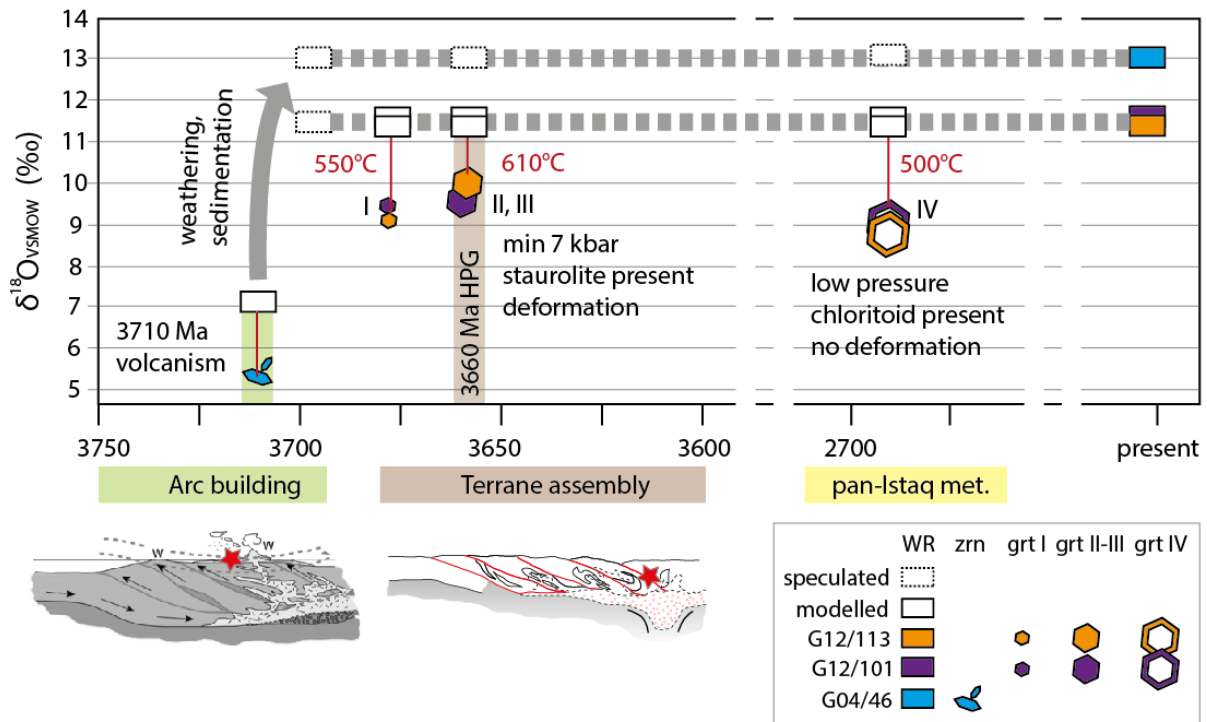 14
13
12
11
10
9
8
7
6
5
δ18OVSMOW (‰)
weathering,
sedimentation
3710 Ma
volcanism
550°C
I
610°C
II, III
3660 Ma HPG
min 7 kbar
staurolite present
deformation
500°C
IV
low pressure
chloritoid present
no deformation
3750 3700 3650 3600 2700 present
Arc building Terrane assembly pan-Istaq met.
W W
WR zrn grt I grt II-III grt IV
speculated
modelled
G12/113
G12/101
G04/46